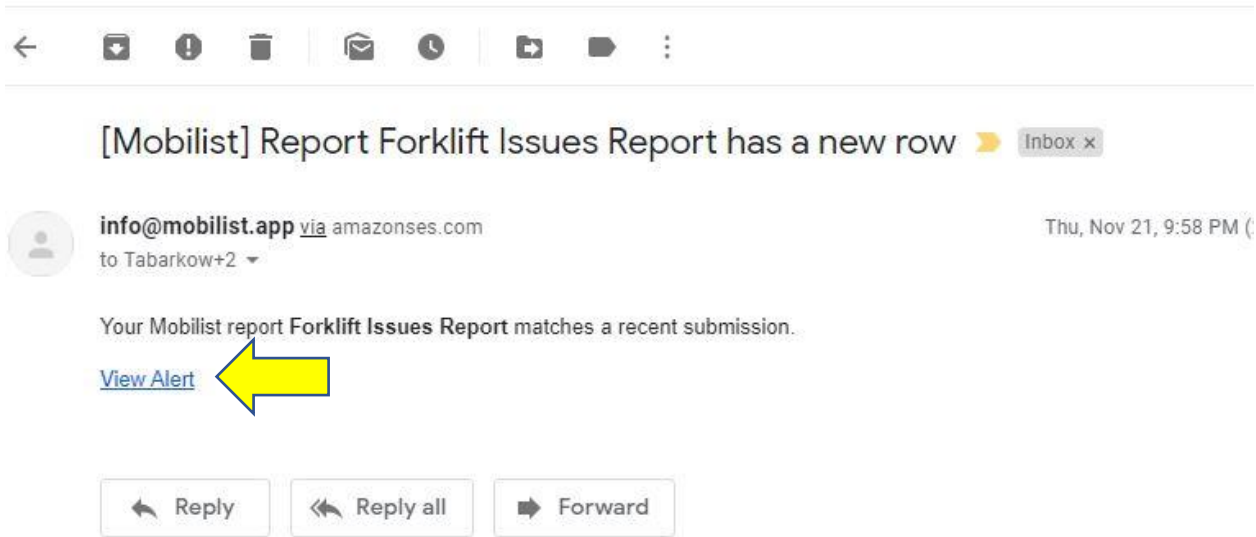 [Mobilist] Report Forklift Issues Report has a new row Inbox x
info@mobilist.app via amazonses.com Thu, Nov 21, 9:58 PM (
to Tabarkow+2
Your Mobilist report Forklift Issues Report matches a recent submission.
View Alert
Reply Reply all Forward